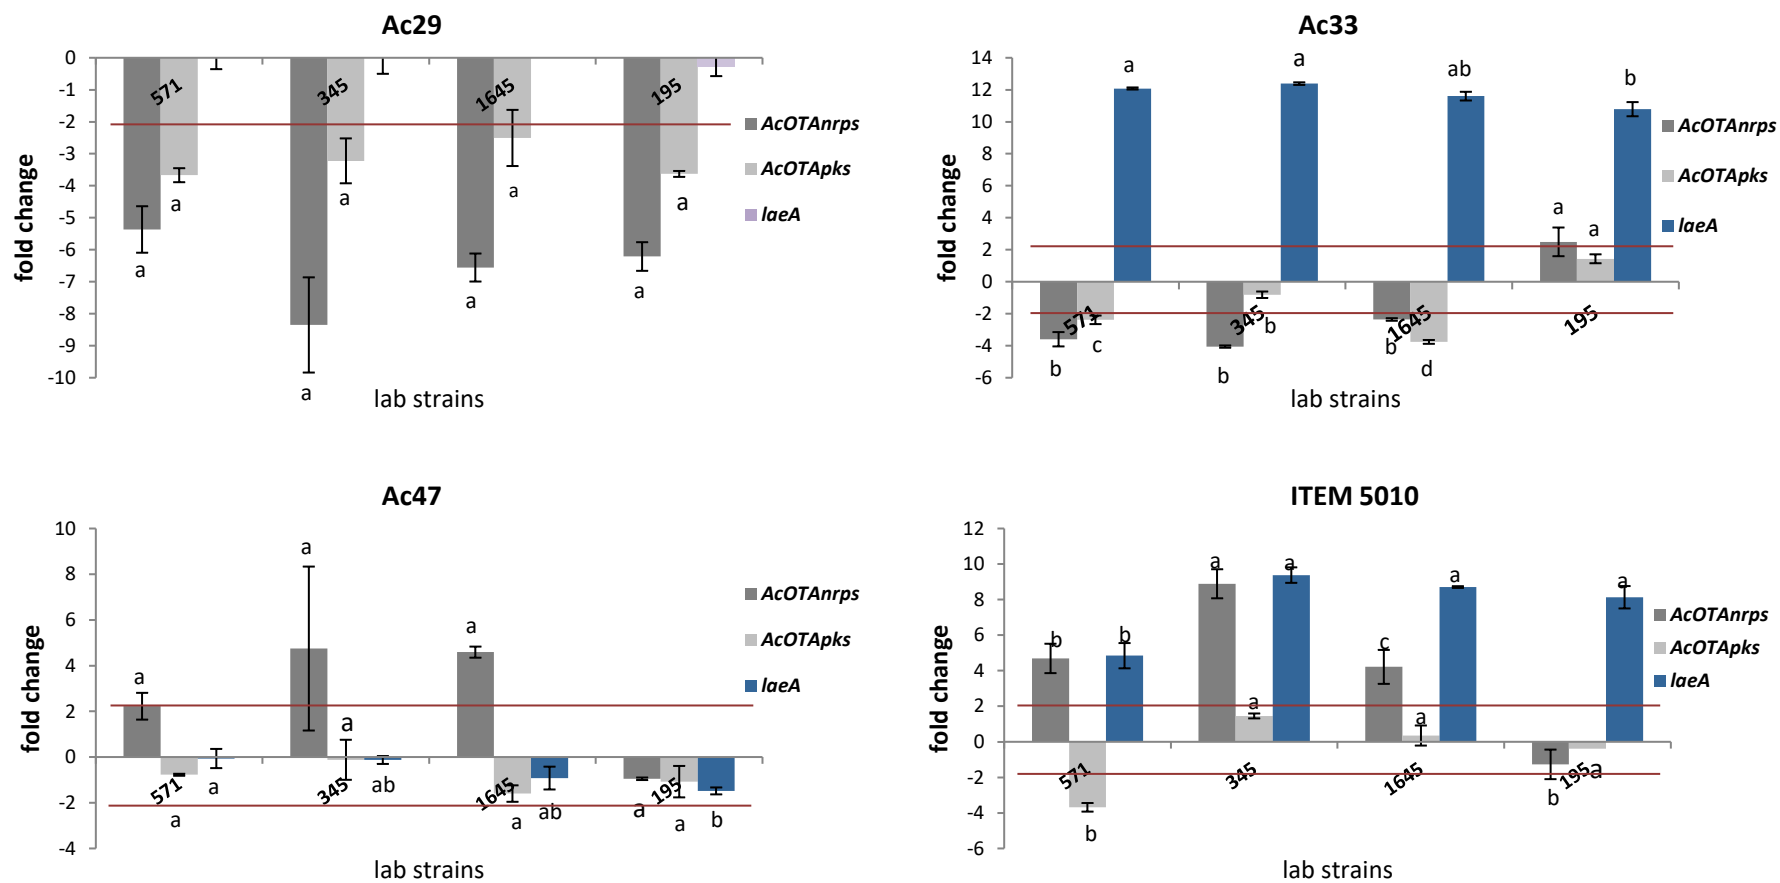 Ac29
0
-1
-2
-3
-4
-5
-6
-7
-8
-9
-10
fold change
571
345
1645
195
a
a
a
a
a
a
a
a
lab strains
AcOTAnrps
AcOTApks
laeA
Ac33
14
12
10
8
6
4
2
0
-2
-4
-6
fold change
a
a
ab
b
a
a
571
345
1645
195
b
c
b
b
b
d
lab strains
AcOTAnrps
AcOTApks
laeA
Ac47
10
8
6
4
2
0
-2
-4
fold change
a
a
a
a
571
345
1645
195
a
a
ab
a
ab
a
a
b
lab strains
AcOTAnrps
AcOTApks
laeA
ITEM 5010
12
10
8
6
4
2
0
-2
-4
-6
fold change
b
b
a
a
a
c
a
a
a
571
345
1645
195
a
b
b
lab strains
AcOTAnrps
AcOTApks
laeA